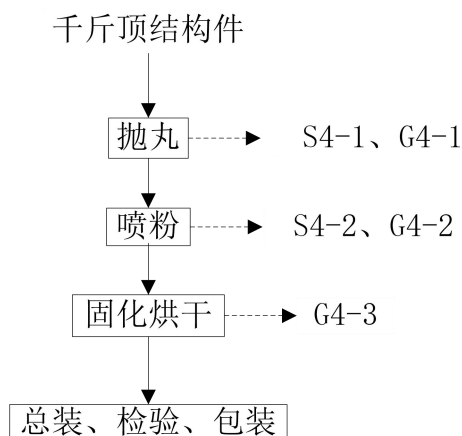 千斤顶结构件
抛丸
S4-1、G4-1
喷粉
S4-2、G4-2
固化烘干
G4-3
总装、检验、包装